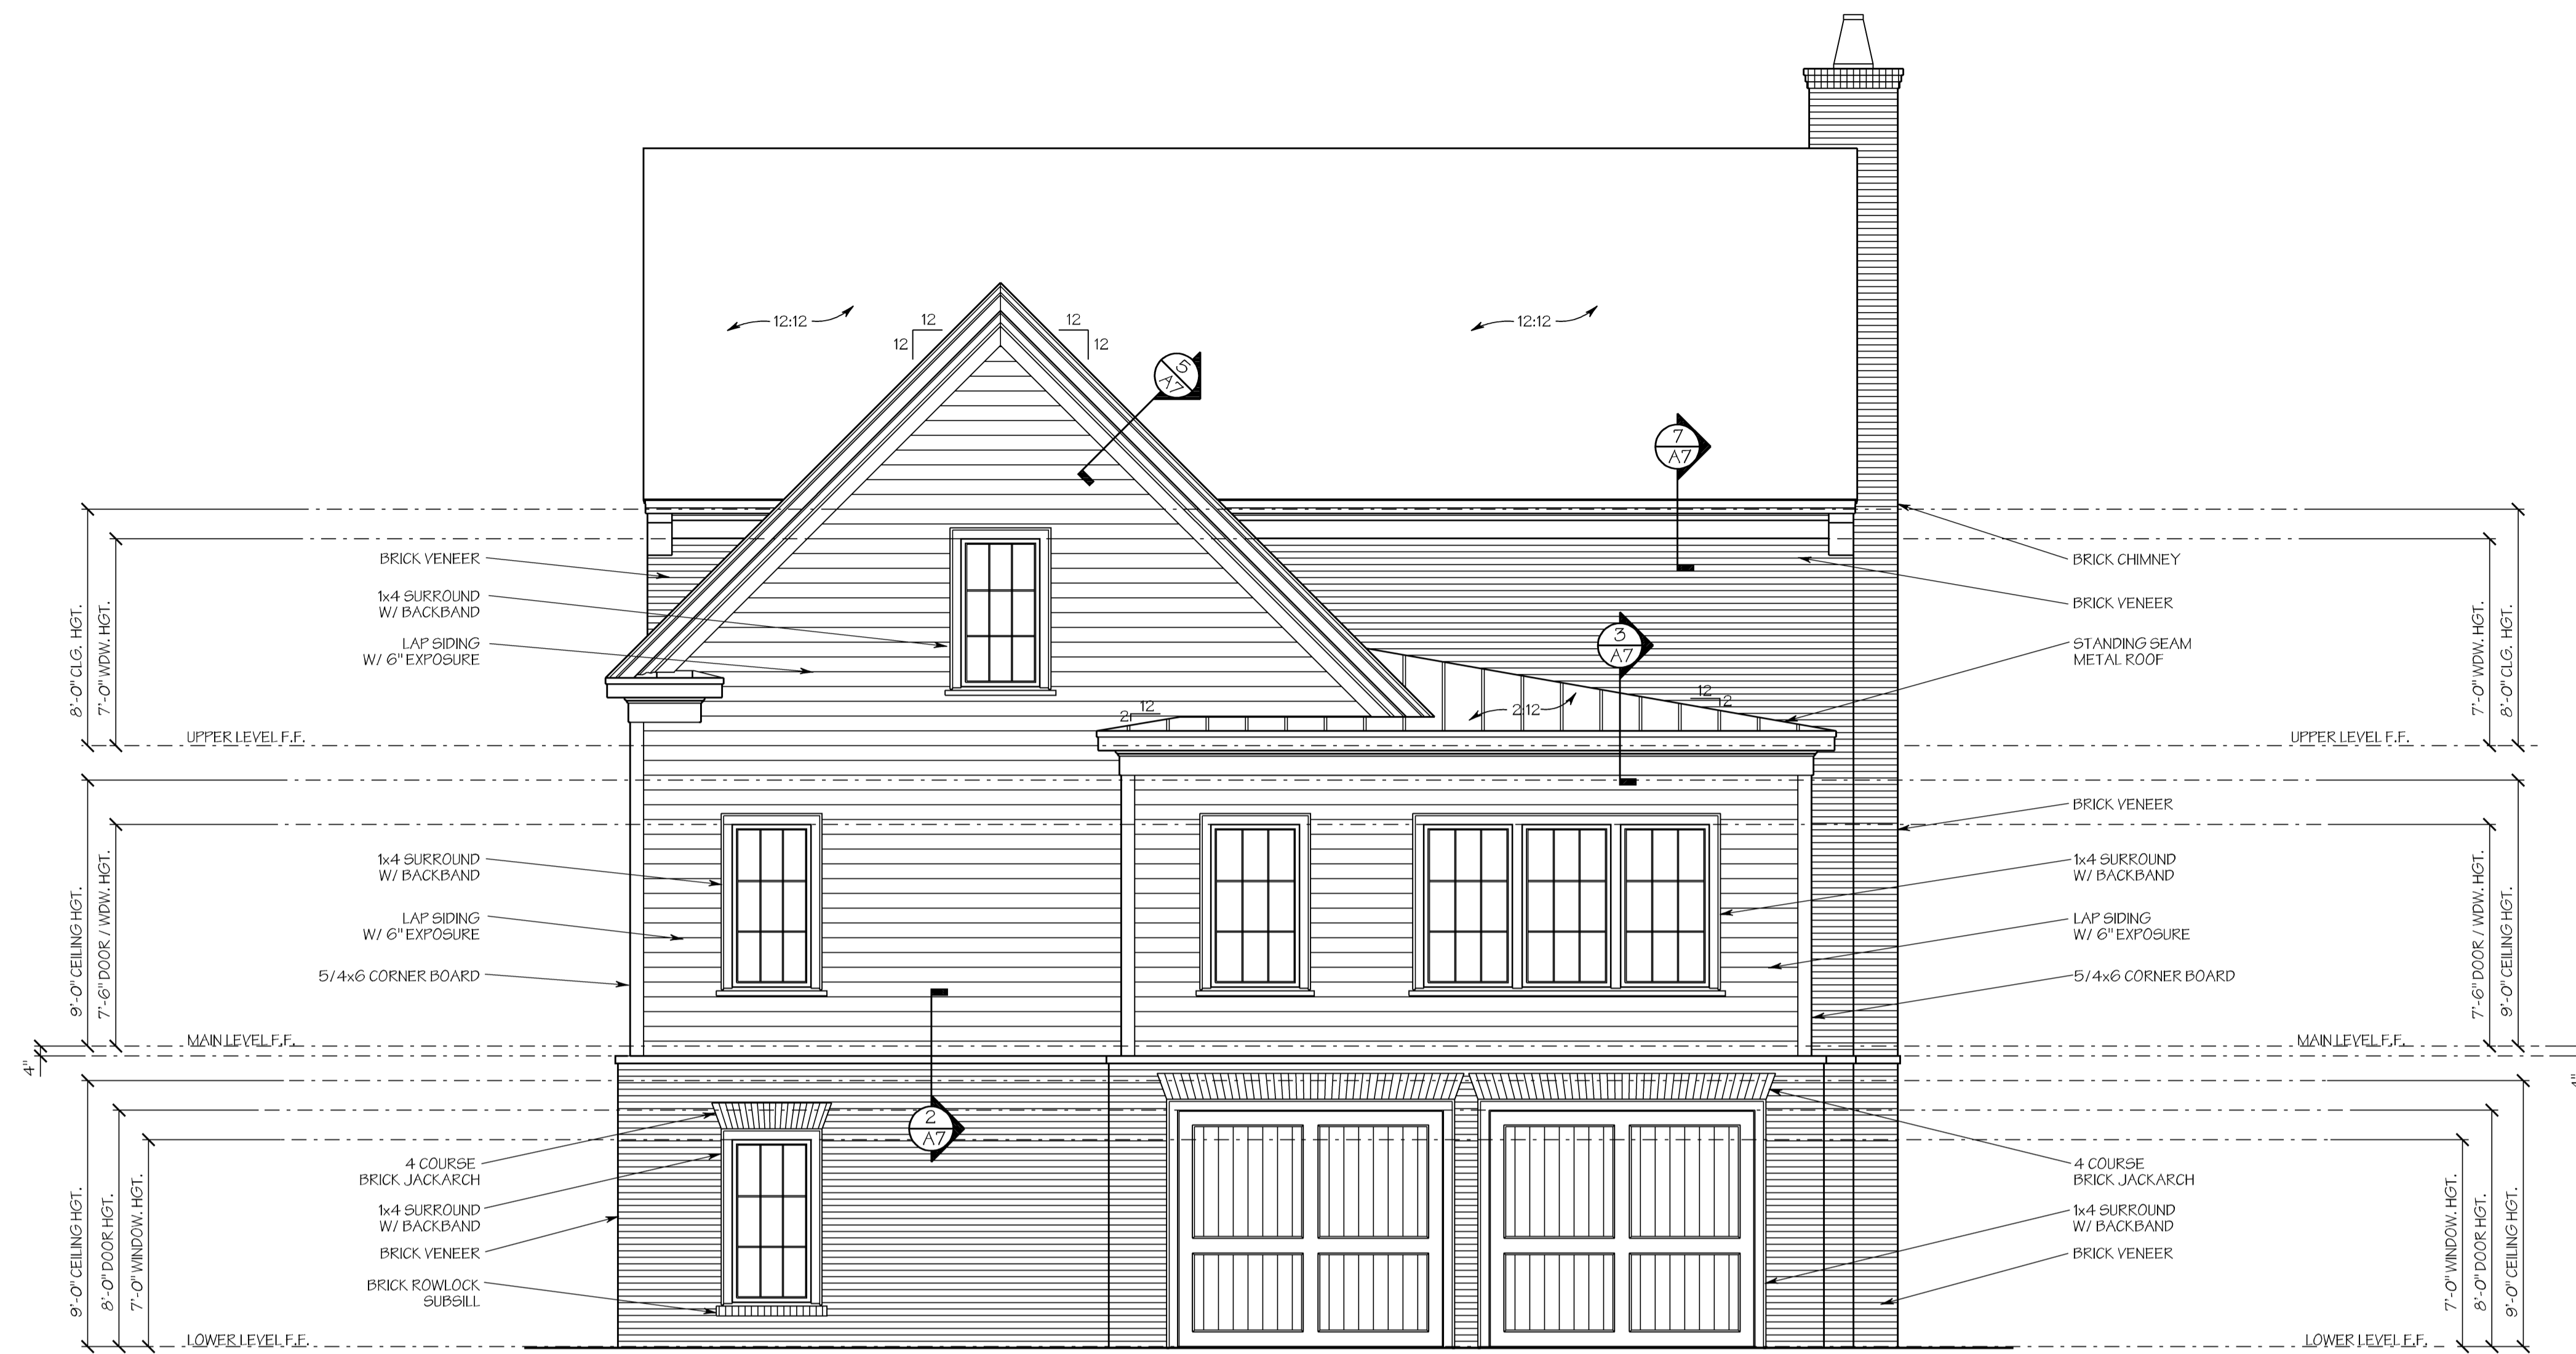 12:12
12:12
12
12
12
12
5
A7
7
A7
3
A7
8'-0" CLG. HGT.
7'-0" WDW. HGT.
BRICK VENEER
1x4 SURROUND
W/ BACKBAND
LAP SIDING
W/ 6" EXPOSURE
UPPER LEVEL F.F.
12
2
2:12
12
2
BRICK CHIMNEY
BRICK VENEER
STANDING SEAM
METAL ROOF
7'-0" WDW. HGT.
8'-0" CLG. HGT.
UPPER LEVEL F.F.
9'-0" CEILING HGT.
7'-6" DOOR / WDW. HGT.
1x4 SURROUND
W/ BACKBAND
LAP SIDING
W/ 6" EXPOSURE
5/4x6 CORNER BOARD
MAIN LEVEL F.F.
4"
BRICK VENEER
1x4 SURROUND
W/ BACKBAND
LAP SIDING
W/ 6" EXPOSURE
5/4x6 CORNER BOARD
7'-6" DOOR / WDW. HGT.
9'-0" CEILING HGT.
MAIN LEVEL F.F.
4"
2
A7
9'-0" CEILING HGT.
8'-0" DOOR HGT.
7'-0" WINDOW. HGT.
4 COURSE
BRICK JACKARCH
1x4 SURROUND
W/ BACKBAND
BRICK VENEER
BRICK ROWLOCK
SUBSILL
LOWER LEVEL F.F.
4 COURSE
BRICK JACKARCH
1x4 SURROUND
W/ BACKBAND
BRICK VENEER
7'-0" WINDOW. HGT.
8'-0" DOOR HGT.
9'-0" CEILING HGT.
LOWER LEVEL F.F.